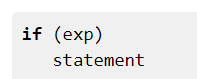 if (exp)
   statement